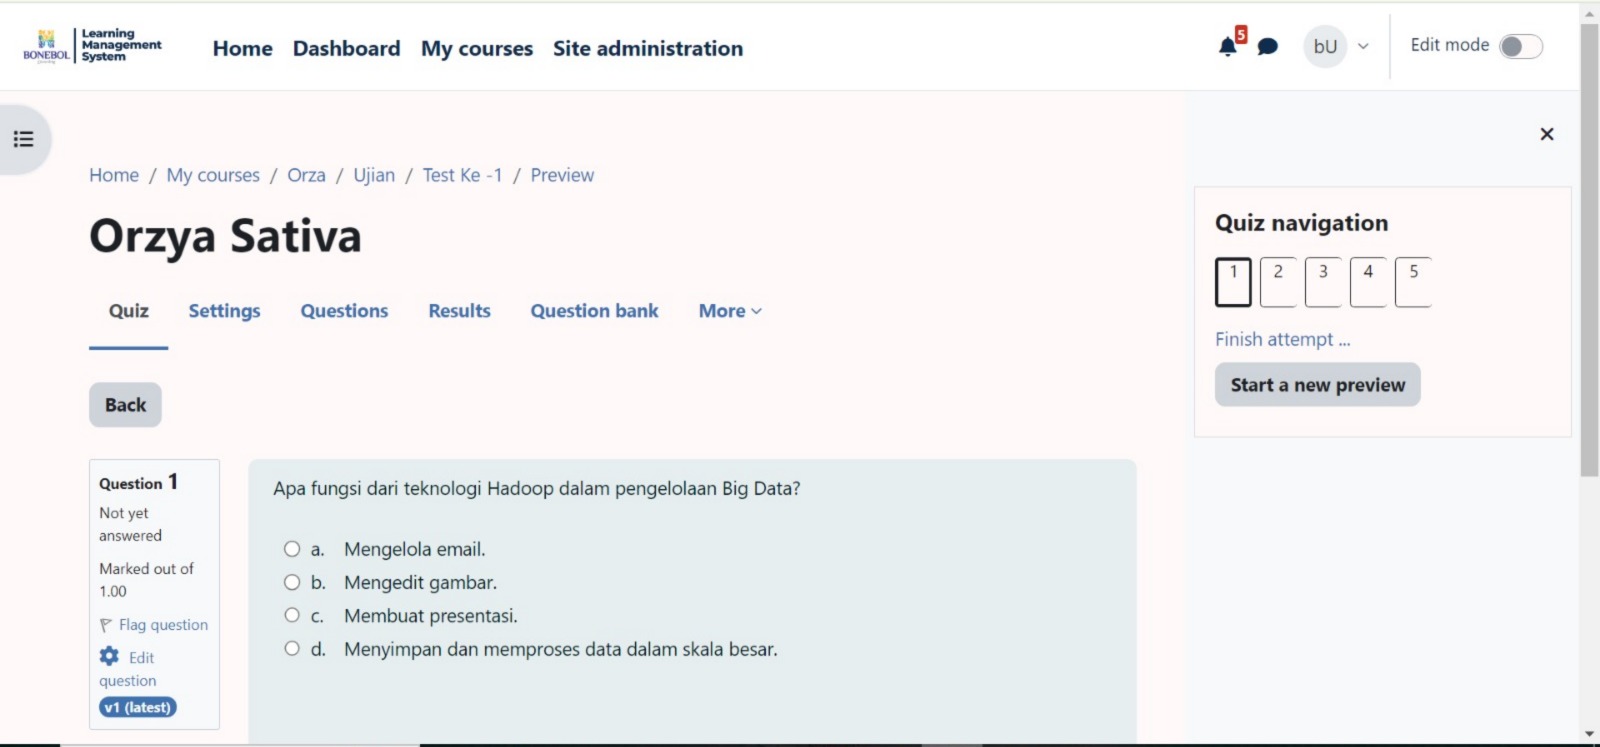 BONEBOL
Learning
Management
System
Home Dashboard My courses Site administration
5
bU
Edit mode
Home / My courses / Orza / Ujian / Test Ke -1 / Preview
Orzya Sativa
Quiz Settings Questions Results Question bank More
Back
Question 1
Not yet
answered
Marked out of
1.00
Flag question
Edit
question
v1 (latest)
Apa fungsi dari teknologi Hadoop dalam pengelolaan Big Data?
a. Mengelola email.
b. Mengedit gambar.
c. Membuat presentasi.
d. Menyimpan dan memproses data dalam skala besar.
Quiz navigation
1 2 3 4 5
Finish attempt ...
Start a new preview